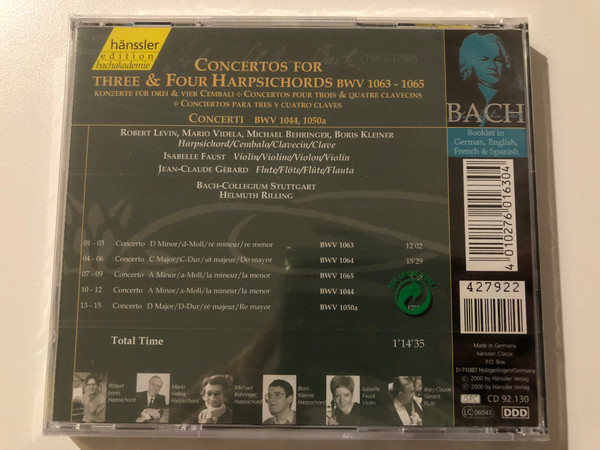 hänssler
edition
bachakademie
(1685-1750)
CONCERTOS FOR
THREE & FOUR HARPSICHORDS BWV 1063 - 1065
KONZERTE FÜR DREI & VIER CEMBALI + CONCERTOS POUR TROIS & QUATRE CLAVECINS
+ CONCIERTOS PARA TRES Y CUATRO CLAVES
CONCERTI BWV 1044, 1050a
ROBERT LEVIN, MARIO VIDELA, MICHAEL BEHRINGER, BORIS KLEINER
Harpsichord/Cembalo/Clavecin/Clave
ISABELLE FAUST Violin/Violine/Violon/Violín
JEAN-CLAUDE GÉRARD Flute/Flöte/Flûte/Flauta
BACH-COLLEGIUM STUTTGART
HELMUTH RILLING
01 - 03 Concerto D Minor/d-Moll/ré mineur/re menor BWV 1063 12'02
04 - 06 Concerto C Major/C-Dur/ut majeur/Do mayor BWV 1064 15'29
07 - 09 Concerto A Minor/a-Moll/la mineur/la menor BWV 1065
10 - 12 Concerto A Minor/a-Moll/la mineur/la menor BWV 1044
13 - 15 Concerto D Major/D-Dur/ré majeur/Re mayor BWV 1050a
Total Time 1'14'35
Robert Levin, Harpsichord
Mario Videla, Harpsichord
Michael Behringer, Harpsichord
Boris Kleiner, Harpsichord
Isabelle Faust, Violin
Jean-Claude Gérard, Flute
BACH
Booklet in
German, English,
French & Spanish
4 010276 016304
427922
Made in Germany
hänssler Classic
P.O. Box
D-71087 Holzgerlingen/Germany
℗ 2000 by Hänssler Verlag
© 2000 by Hänssler Verlag
ISRC CD 92.130
LC 06047 DDD